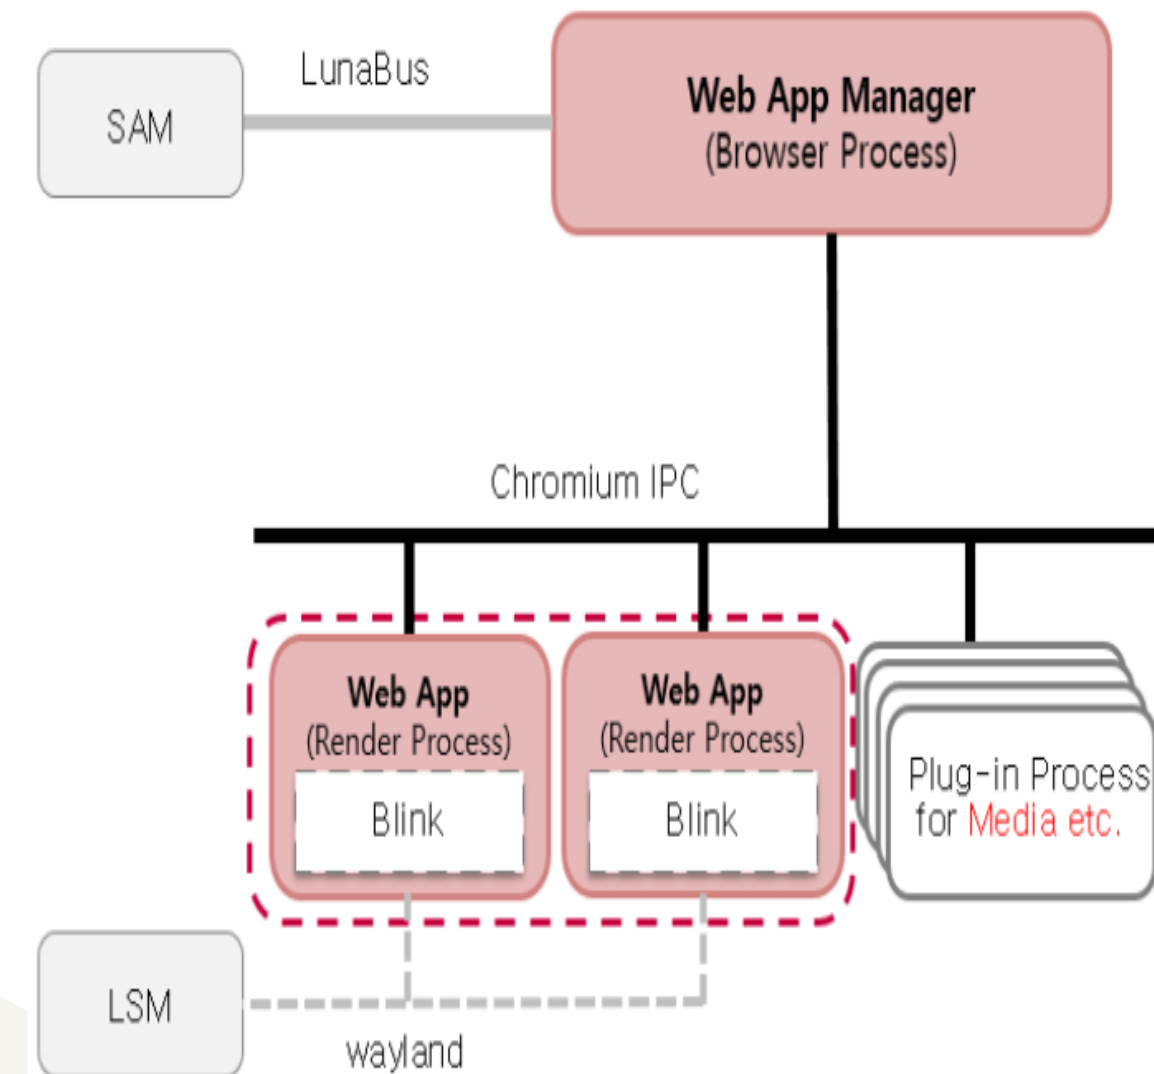 LunaBus
SAM
Web App Manager
(Browser Process)
Chromium IPC
Web App
(Render Process)
Blink
Web App
(Render Process)
Blink
Plug-in Process
for Media etc.
LSM
wayland